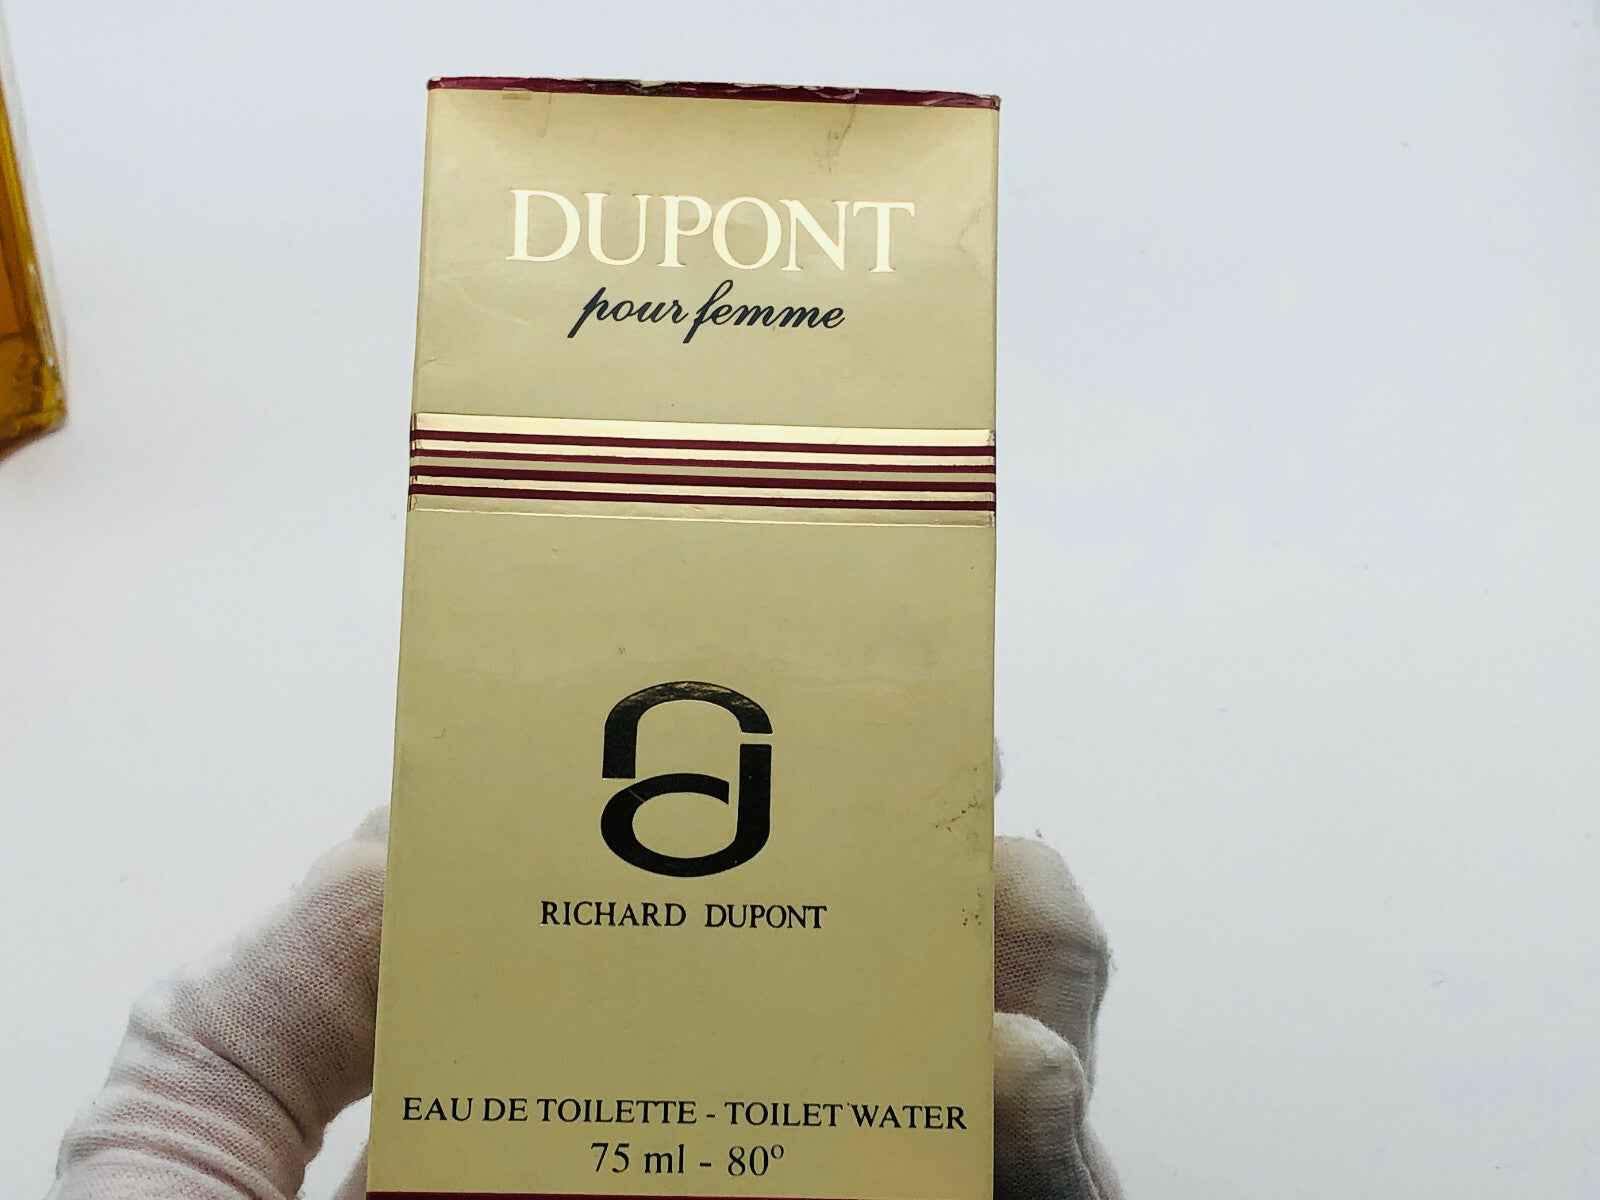 DUPONT
pour femme
RICHARD DUPONT
EAU DE TOILETTE - TOILET WATER
75 ml - 80°